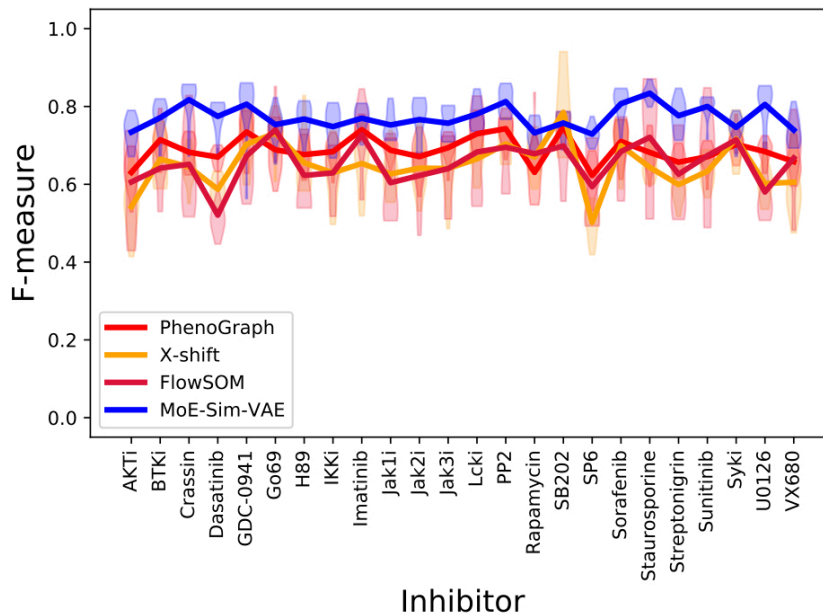 F-measure
1.0
0.8
0.6
0.4
0.2
0.0
PhenoGraph
X-shift
FlowSOM
MoE-Sim-VAE
AKTi
BTKi
Crassin
Dasatinib
GDC-0941
Go69
H89
IKKi
Imatinib
Jak1i
Jak2i
Jak3i
Lcki
PP2
Rapamycin
SB202
SP6
Sorafenib
Staurosporine
Streptonigrin
Sunitinib
Syki
U0126
VX680
Inhibitor